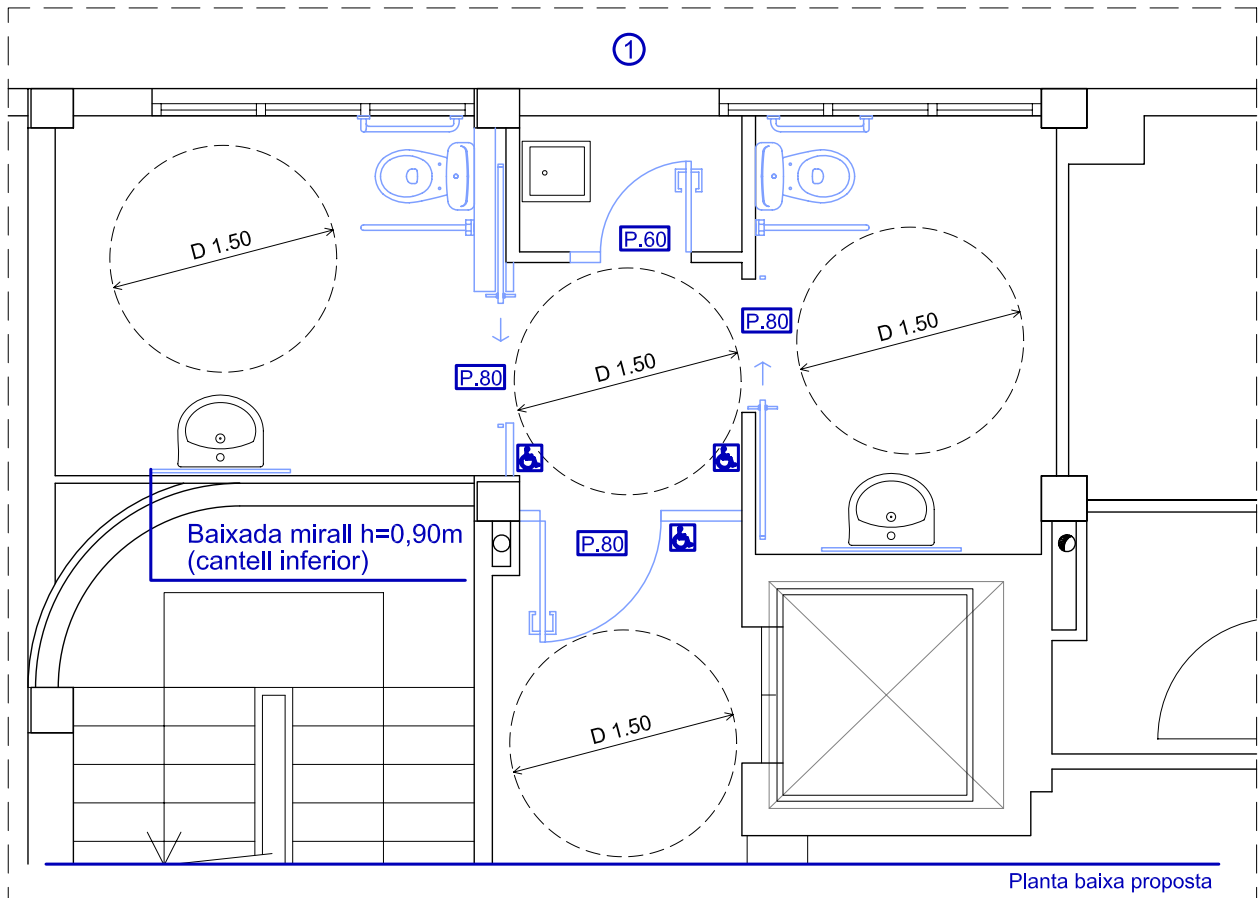 1
D 1.50
P.60
P.80
D 1.50
D 1.50
P.80
Baixada mirall h=0,90m
(cantell inferior)
P.80
D 1.50
Planta baixa proposta